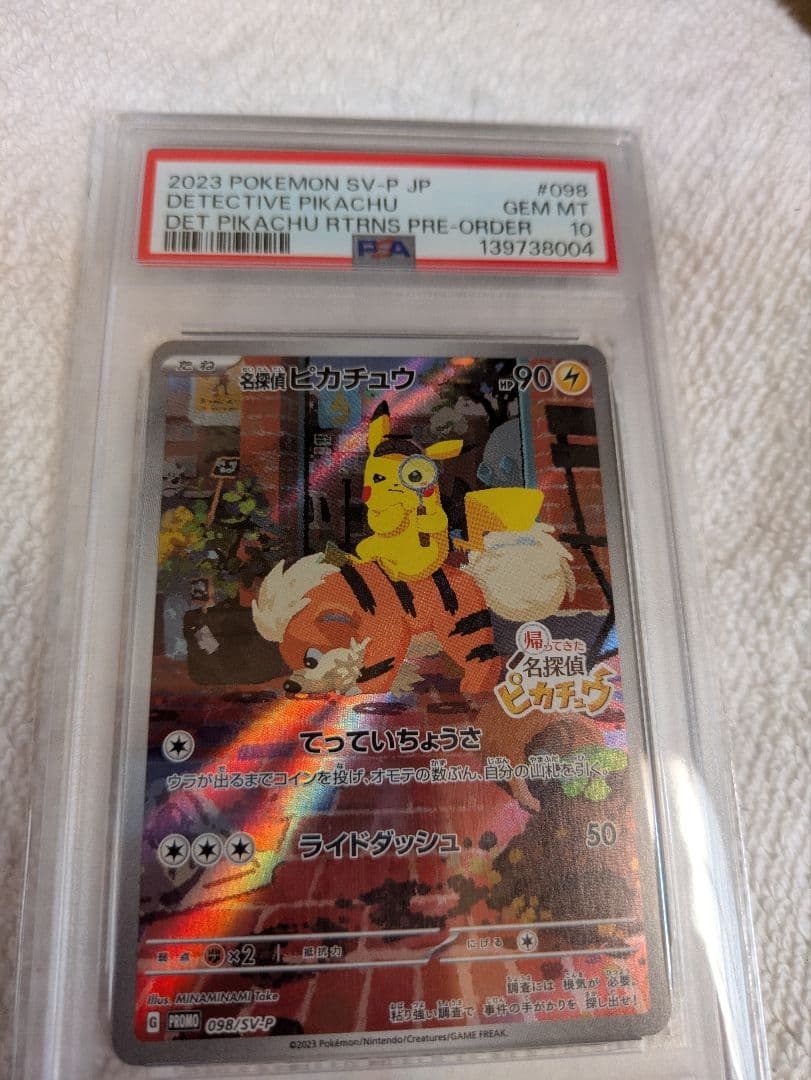 2023 POKEMON SV-P JP #098
DETECTIVE PIKACHU GEM MT
DET PIKACHU RTRNS PRE-ORDER 10
PSA 139738004
たね
名探偵ピカチュウ HP90
帰ってきた
名探偵
ピカチュウ
てっていちょうさ
ウラが出るまでコインを投げ、オモテの数ぶん、自分の山札を引く。
ライドダッシュ 50
弱点 ×2 抵抗力 にげる
Illus. MINAMINAMI Take
調査には 根気が 必要。
粘り強い調査で 事件の手がかりを 探し出せ!
G PROMO 098/SV-P
©2023 Pokémon/Nintendo/Creatures/GAME FREAK.